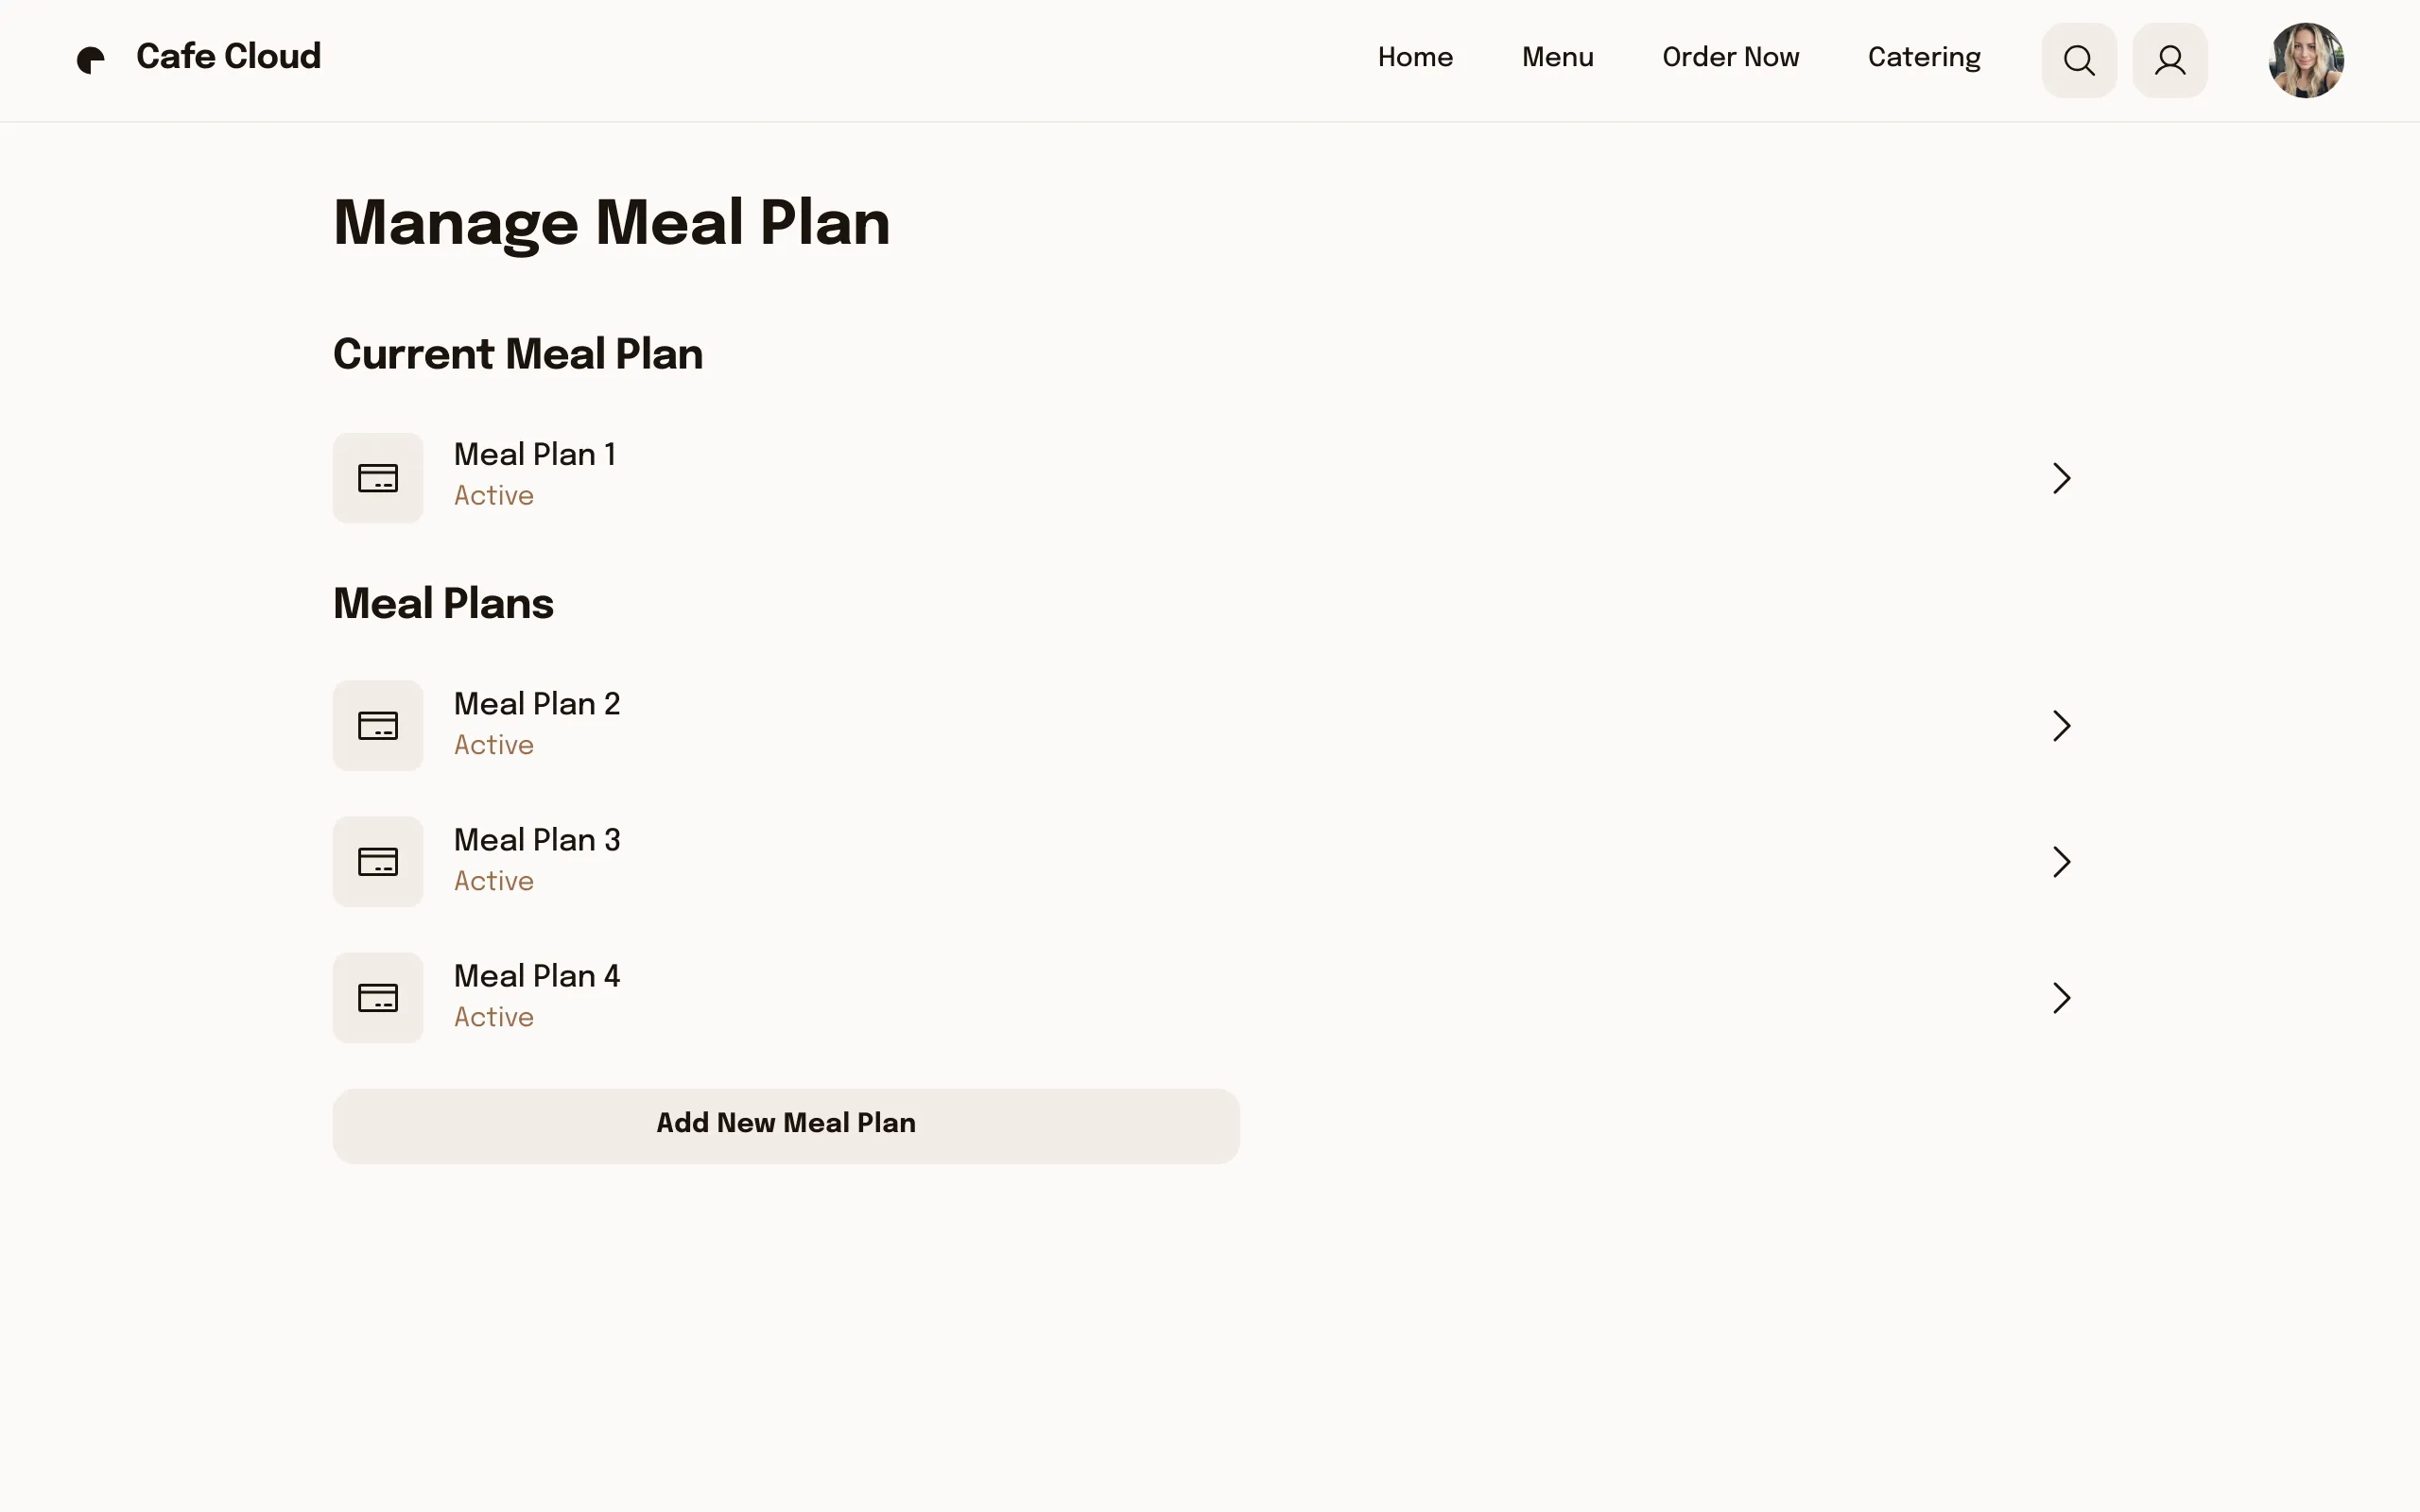 Cafe Cloud
Home
Menu
Order Now
Catering
Manage Meal Plan
Current Meal Plan
Meal Plan 1
Active
Meal Plans
Meal Plan 2
Active
Meal Plan 3
Active
Meal Plan 4
Active
Add New Meal Plan